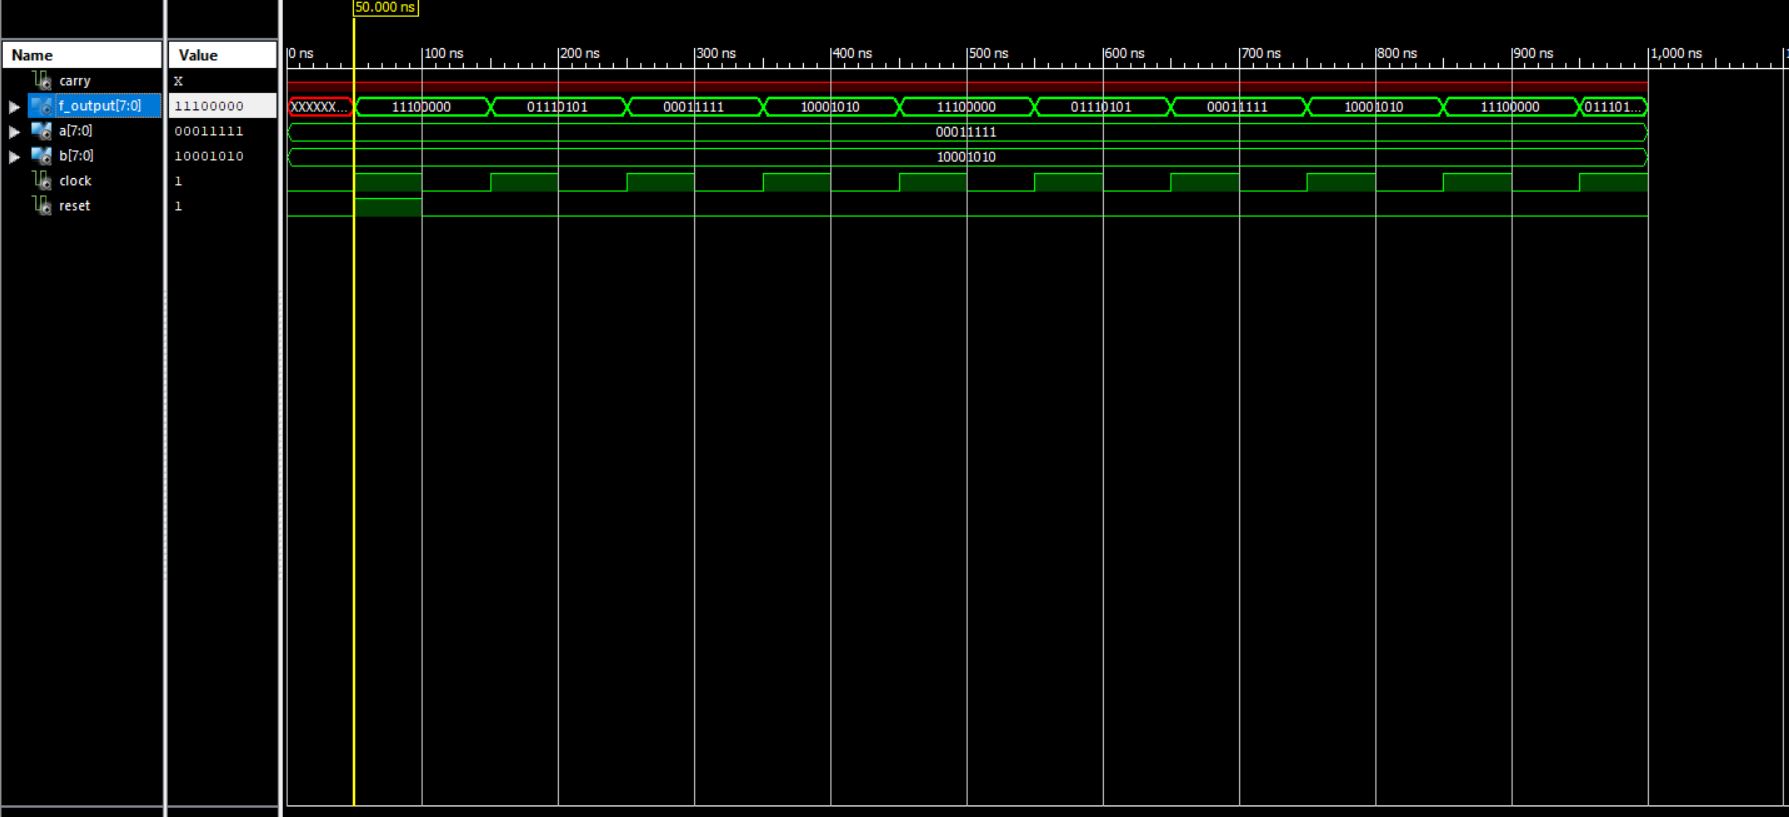 50.000 ns
Name Value 0 ns 100 ns 200 ns 300 ns 400 ns 500 ns 600 ns 700 ns 800 ns 900 ns 1,000 ns
carry X
f_output[7:0] 11100000 XXXXXX... 11100000 01110101 00011111 10001010 11100000 01110101 00011111 10001010 11100000 011101...
a[7:0] 00011111 00011111
b[7:0] 10001010 10001010
clock 1
reset 1